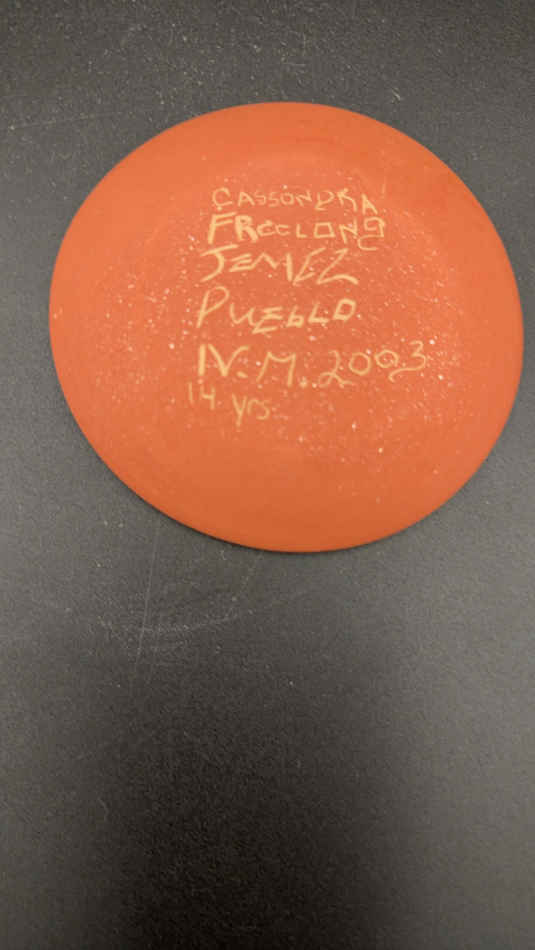 CASSONDRA
FREELONG
JEMEZ
PUEbLO
N.M. 2003
14 yrs.